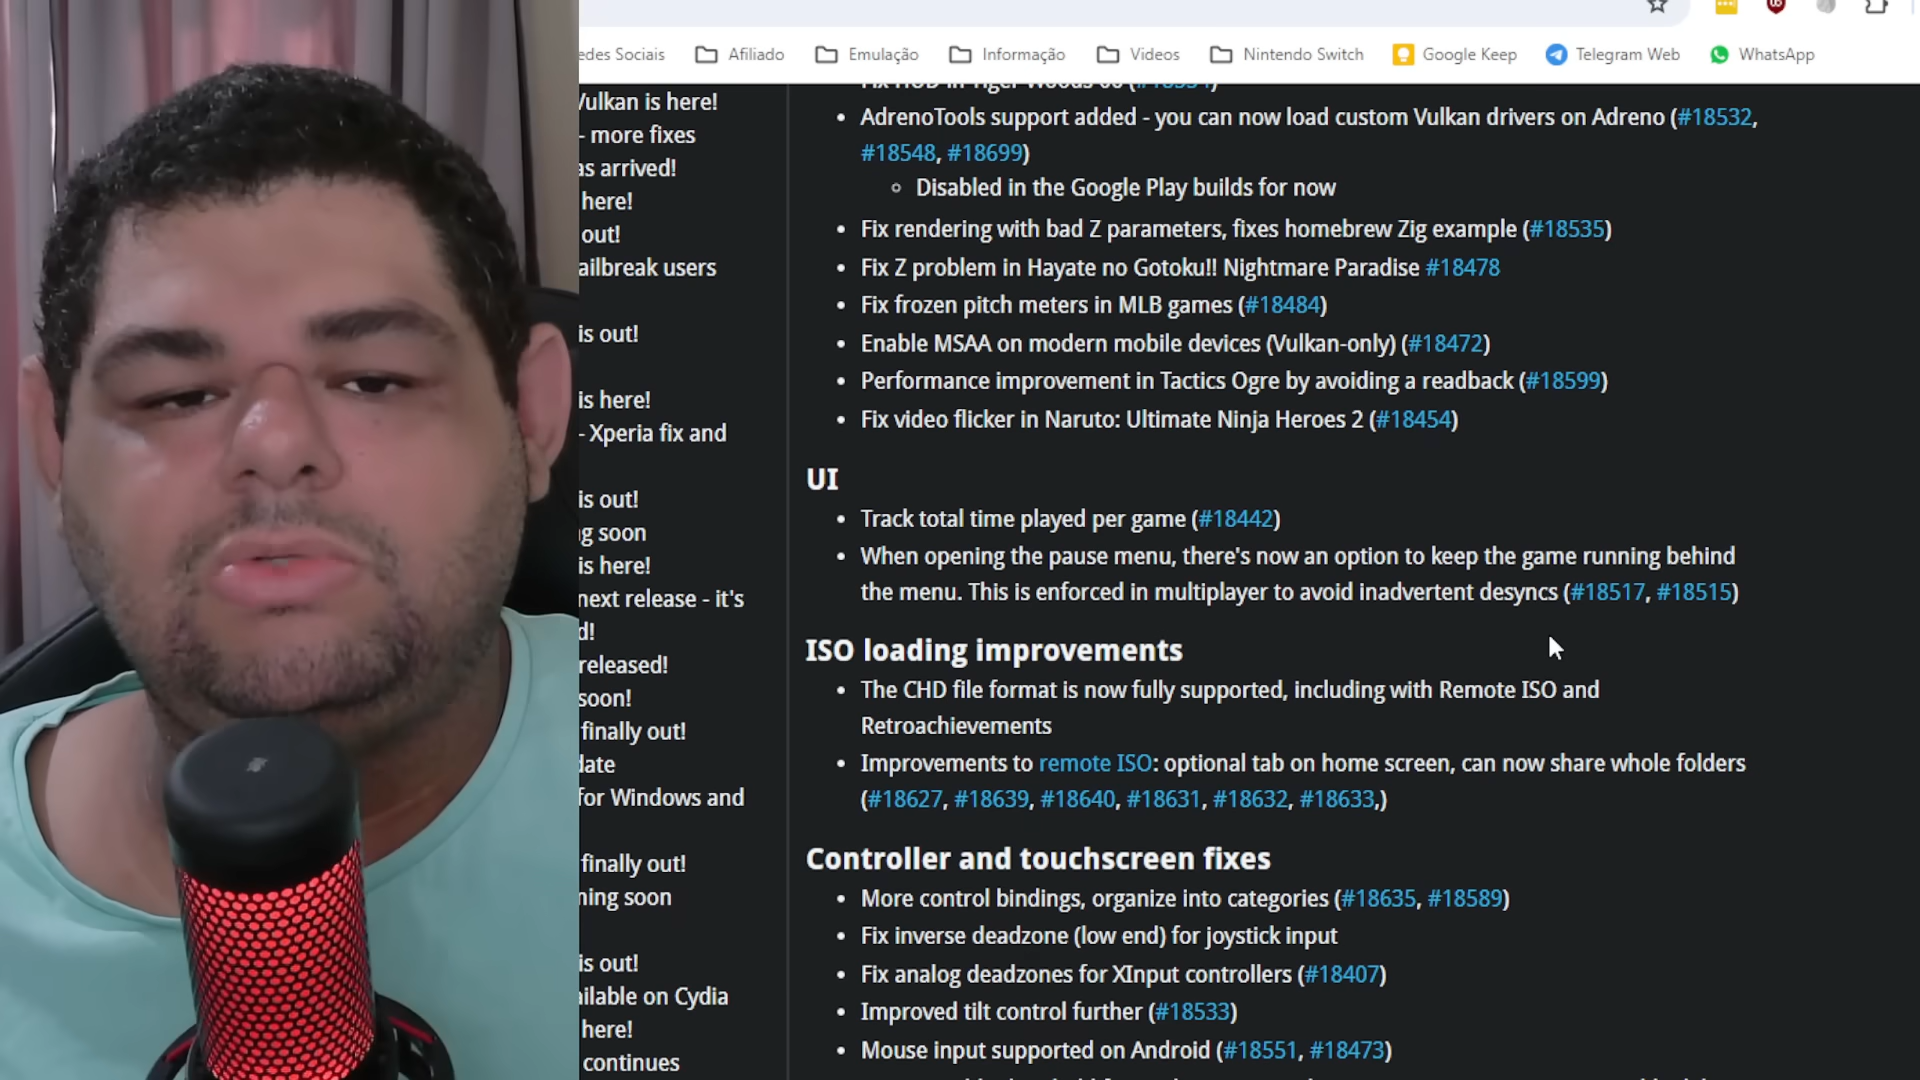 edes Sociais
Afiliado
Emulação
Informação
Videos
Nintendo Switch
Google Keep
Telegram Web
WhatsApp
Vulkan is here!
- more fixes
as arrived!
here!
out!
ailbreak users
is out!
is here!
- Xperia fix and
is out!
ng soon
is here!
next release - it's
d!
released!
soon!
finally out!
date
for Windows and
finally out!
ning soon
is out!
ailable on Cydia
here!
continues
• AdrenoTools support added - you can now load custom Vulkan drivers on Adreno (#18532,
#18548, #18699)
◦ Disabled in the Google Play builds for now
• Fix rendering with bad Z parameters, fixes homebrew Zig example (#18535)
• Fix Z problem in Hayate no Gotoku!! Nightmare Paradise #18478
• Fix frozen pitch meters in MLB games (#18484)
• Enable MSAA on modern mobile devices (Vulkan-only) (#18472)
• Performance improvement in Tactics Ogre by avoiding a readback (#18599)
• Fix video flicker in Naruto: Ultimate Ninja Heroes 2 (#18454)
UI
• Track total time played per game (#18442)
• When opening the pause menu, there's now an option to keep the game running behind
the menu. This is enforced in multiplayer to avoid inadvertent desyncs (#18517, #18515)
ISO loading improvements
• The CHD file format is now fully supported, including with Remote ISO and
Retroachievements
• Improvements to remote ISO: optional tab on home screen, can now share whole folders
(#18627, #18639, #18640, #18631, #18632, #18633,)
Controller and touchscreen fixes
• More control bindings, organize into categories (#18635, #18589)
• Fix inverse deadzone (low end) for joystick input
• Fix analog deadzones for XInput controllers (#18407)
• Improved tilt control further (#18533)
• Mouse input supported on Android (#18551, #18473)